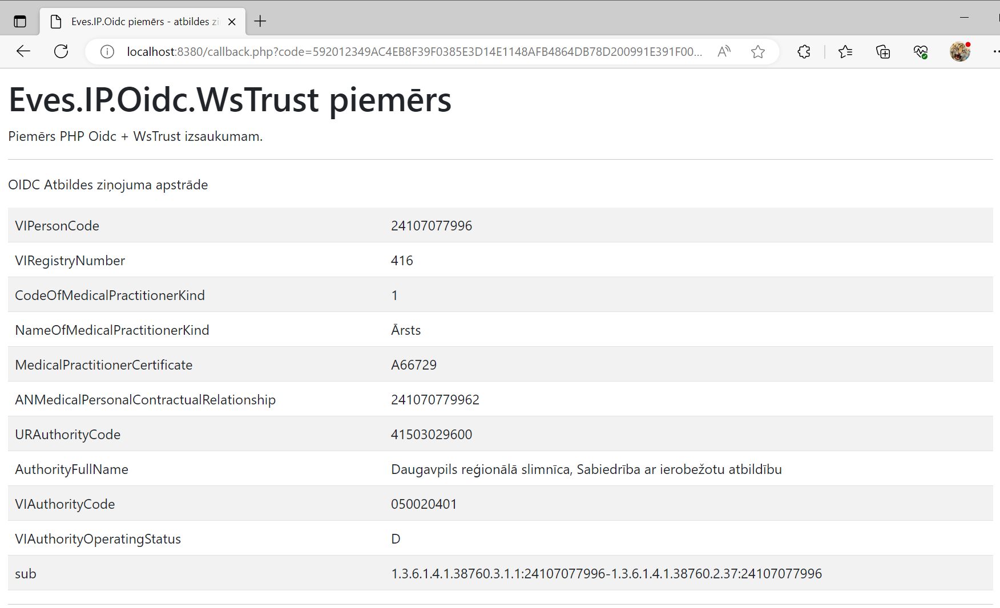 Eves.IP.Oidc piemērs - atbildes zi
localhost:8380/callback.php?code=592012349AC4EB8F39F0385E3D14E1148AFB4864DB78D200991E391F00...
Eves.IP.Oidc.WsTrust piemērs
Piemērs PHP Oidc + WsTrust izsaukumam.
OIDC Atbildes ziņojuma apstrāde
VIPersonCode 24107077996
VIRegistryNumber 416
CodeOfMedicalPractitionerKind 1
NameOfMedicalPractitionerKind Ārsts
MedicalPractitionerCertificate A66729
ANMedicalPersonalContractualRelationship 241070779962
URAuthorityCode 41503029600
AuthorityFullName Daugavpils reģionālā slimnīca, Sabiedrība ar ierobežotu atbildību
VIAuthorityCode 050020401
VIAuthorityOperatingStatus D
sub 1.3.6.1.4.1.38760.3.1.1:24107077996-1.3.6.1.4.1.38760.2.37:24107077996